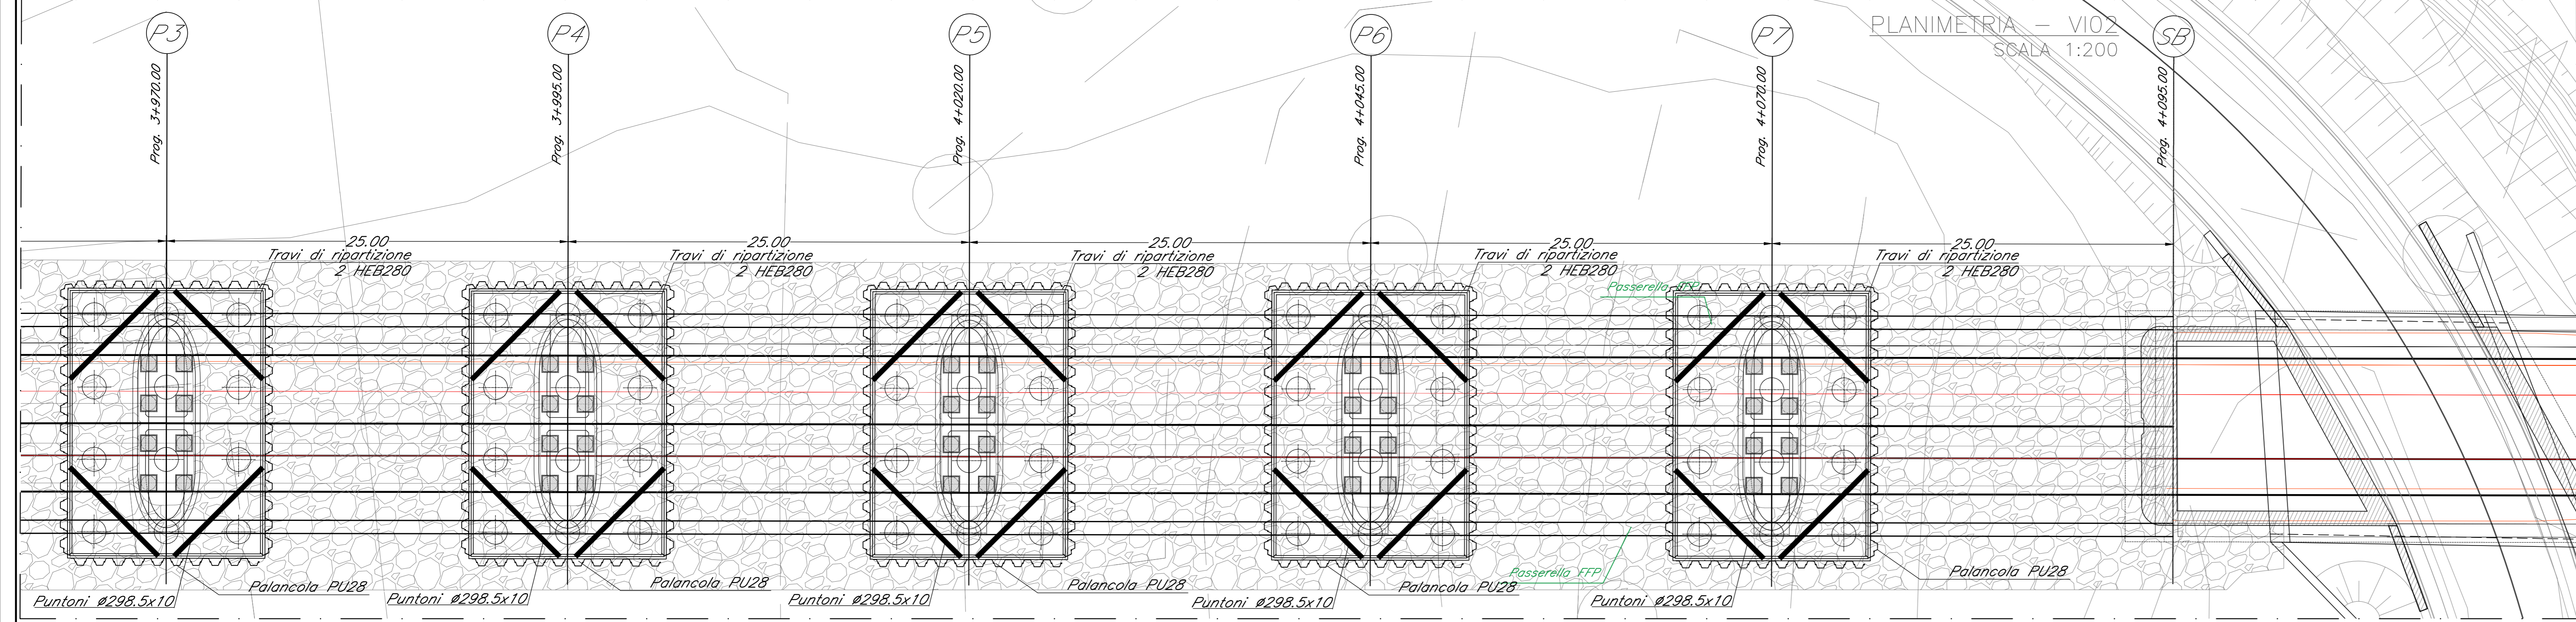 P3
P4
P5
P6
P7
SB
PLANIMETRIA – VI02
SCALA 1:200
Prog. 3+970.00
Prog. 3+995.00
Prog. 4+020.00
Prog. 4+045.00
Prog. 4+070.00
Prog. 4+095.00
25.00
25.00
25.00
25.00
25.00
Travi di ripartizione
2 HEB280
Travi di ripartizione
2 HEB280
Travi di ripartizione
2 HEB280
Travi di ripartizione
2 HEB280
Travi di ripartizione
2 HEB280
Passerella FFP
Passerella FFP
Palancola PU28
Palancola PU28
Palancola PU28
Palancola PU28
Palancola PU28
Puntoni ø298.5x10
Puntoni ø298.5x10
Puntoni ø298.5x10
Puntoni ø298.5x10
Puntoni ø298.5x10